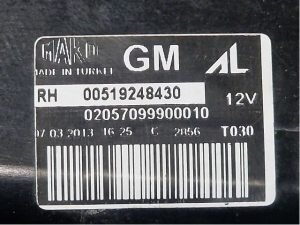 MAKO GM AL
MADE IN TURKEY
RH 00519248430 12V
02057099900010
07 03 2013 16 25 C 2856 T030